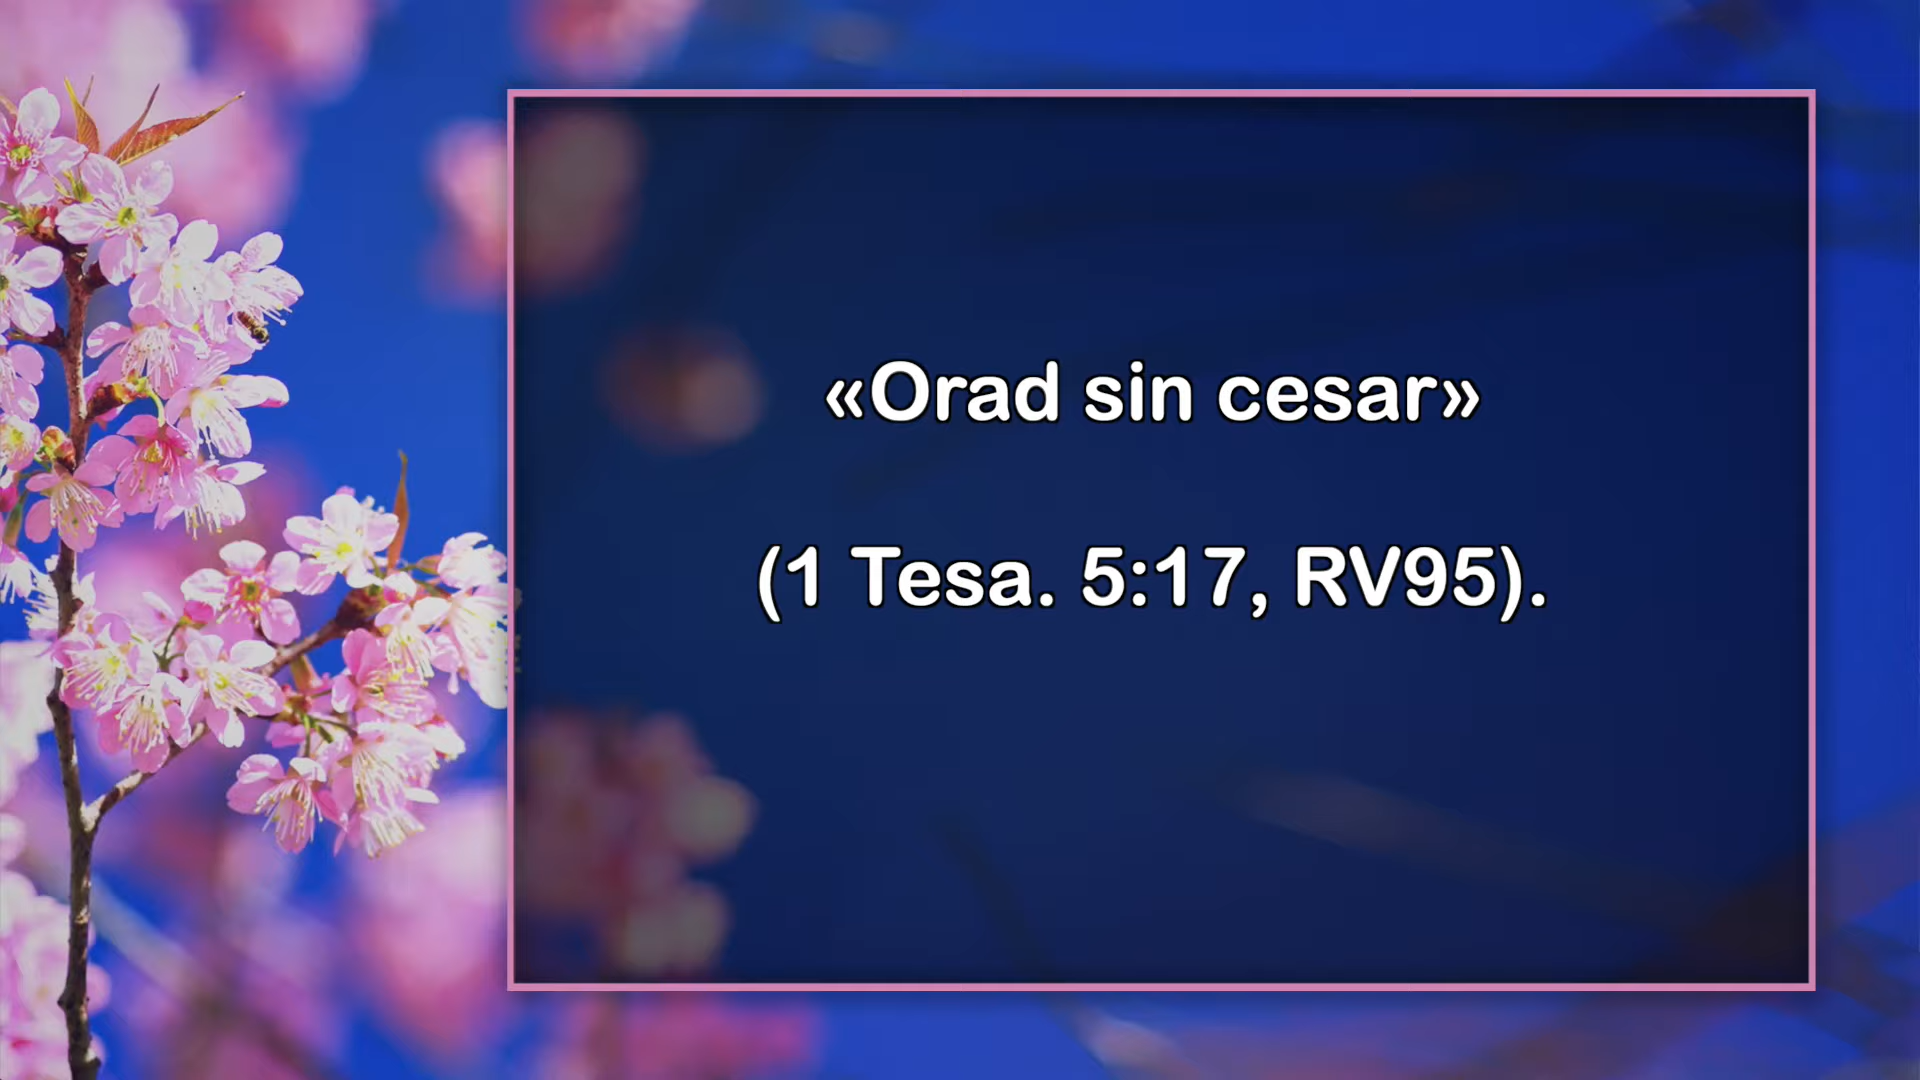 «Orad sin cesar»
(1 Tesa. 5:17, RV95).